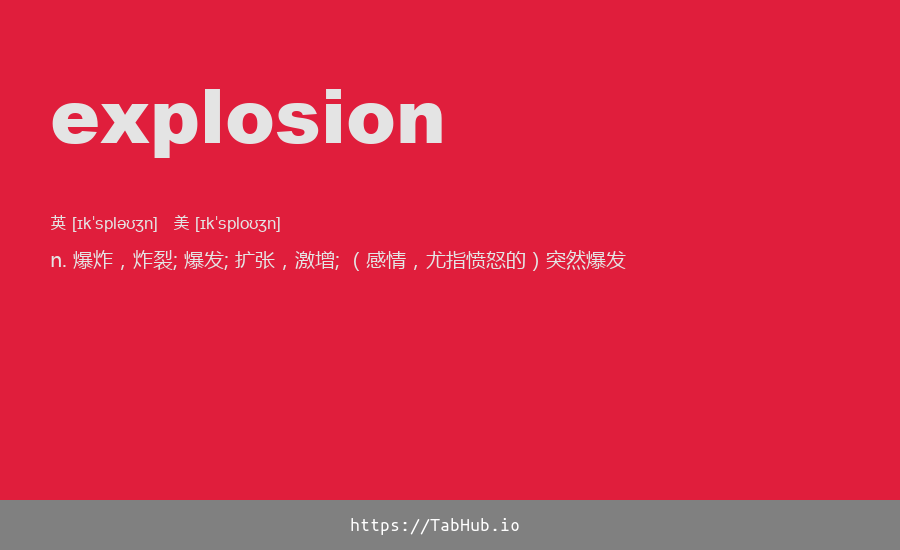 explosion
英 [ɪkˈspləʊʒn] 美 [ɪkˈsploʊʒn]
n. 爆炸，炸裂; 爆发; 扩张，激增; （感情，尤指愤怒的）突然爆发
https://TabHub.io